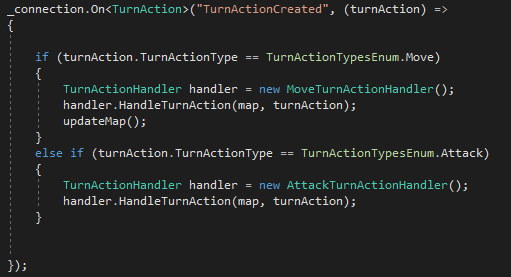 _connection.On<TurnAction>("TurnActionCreated", (turnAction) =>
{
if (turnAction.TurnActionType == TurnActionTypesEnum.Move)
{
TurnActionHandler handler = new MoveTurnActionHandler();
handler.HandleTurnAction(map, turnAction);
updateMap();
}
else if (turnAction.TurnActionType == TurnActionTypesEnum.Attack)
{
TurnActionHandler handler = new AttackTurnActionHandler();
handler.HandleTurnAction(map, turnAction);
}
});